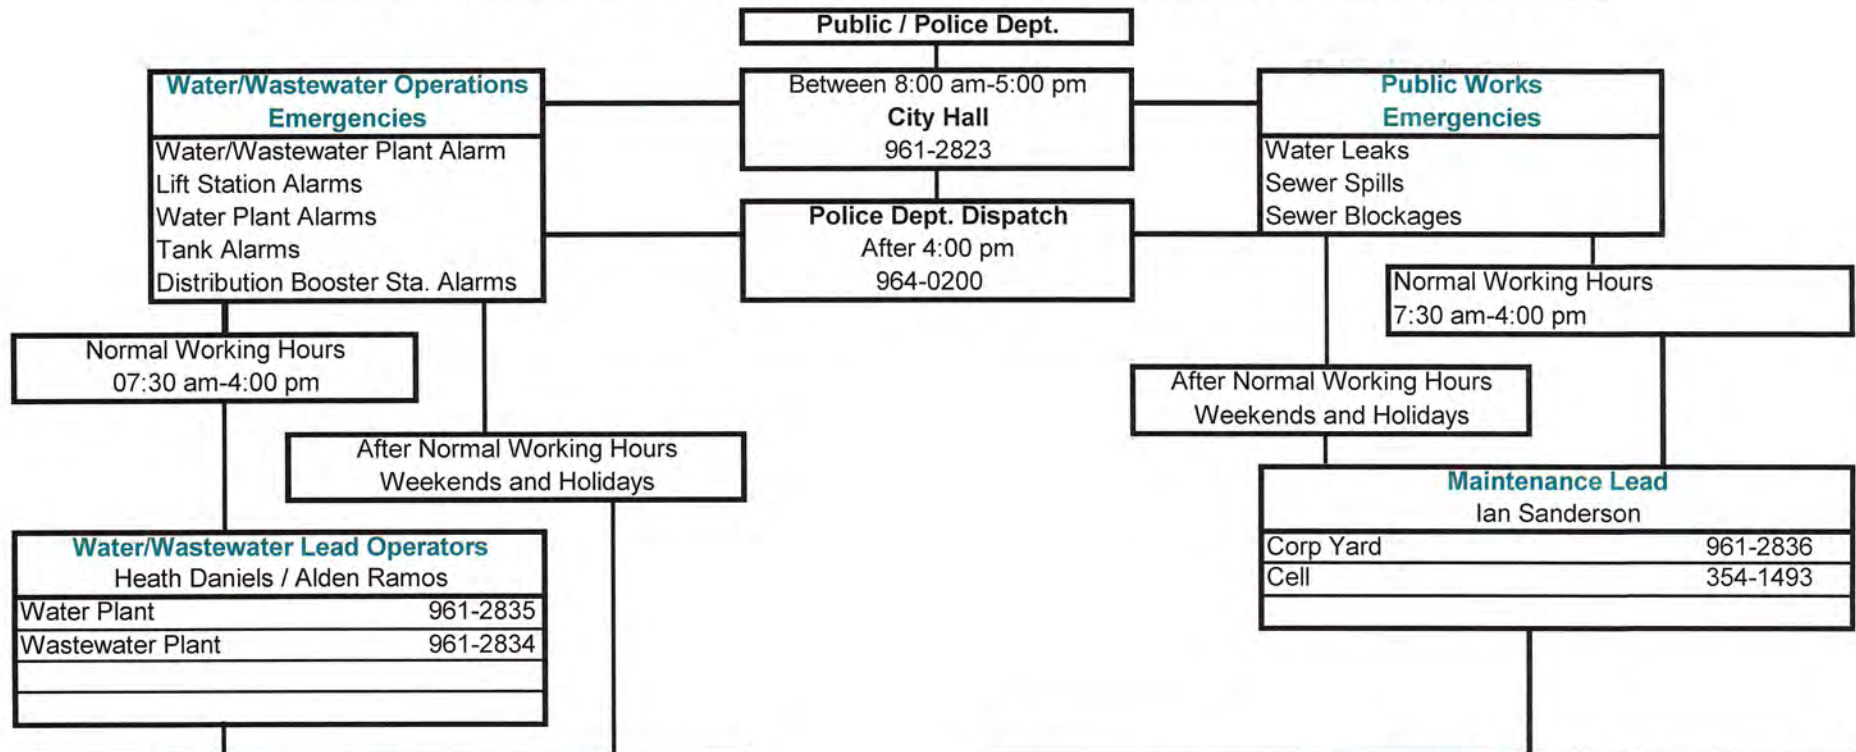 Public / Police Dept.
Between 8:00 am-5:00 pm
City Hall
961-2823
Police Dept. Dispatch
After 4:00 pm
964-0200
Water/Wastewater Operations
Emergencies
Water/Wastewater Plant Alarm
Lift Station Alarms
Water Plant Alarms
Tank Alarms
Distribution Booster Sta. Alarms
Public Works
Emergencies
Water Leaks
Sewer Spills
Sewer Blockages
Normal Working Hours
07:30 am-4:00 pm
After Normal Working Hours
Weekends and Holidays
After Normal Working Hours
Weekends and Holidays
Normal Working Hours
7:30 am-4:00 pm
Water/Wastewater Lead Operators
Heath Daniels / Alden Ramos
Water Plant 961-2835
Wastewater Plant 961-2834
Maintenance Lead
Ian Sanderson
Corp Yard 961-2836
Cell 354-1493